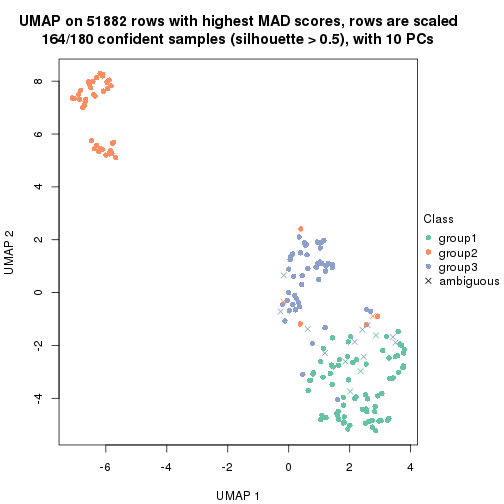 UMAP on 51882 rows with highest MAD scores, rows are scaled
164/180 confident samples (silhouette > 0.5), with 10 PCs
8
6
4
2
0
-2
-4
UMAP 2
-6
-4
-2
0
2
4
UMAP 1
Class
group1
group2
group3
ambiguous